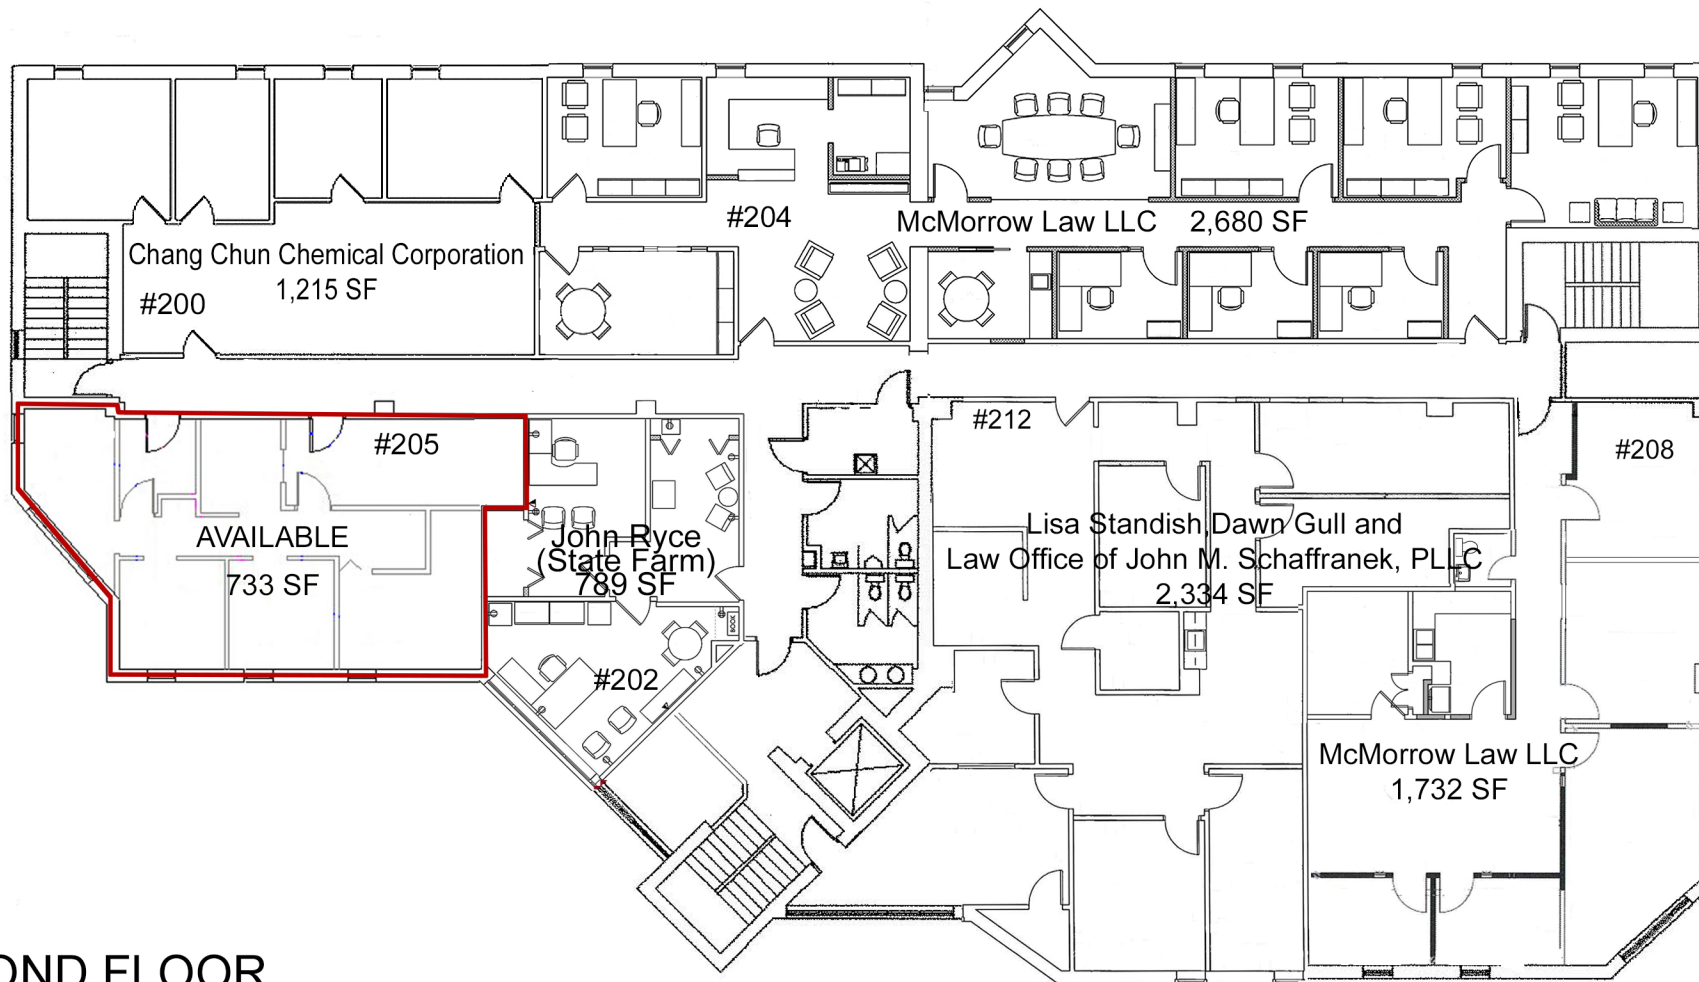 #204
McMorrow Law LLC 2,680 SF
Chang Chun Chemical Corporation
1,215 SF
#200
#205
#212
#208
AVAILABLE
733 SF
John Ryce
(State Farm)
789 SF
Lisa Standish,Dawn Gull and
Law Office of John M. Schaffranek, PLLC
2,334 SF
BOOK
#202
McMorrow Law LLC
1,732 SF
OND FLOOR